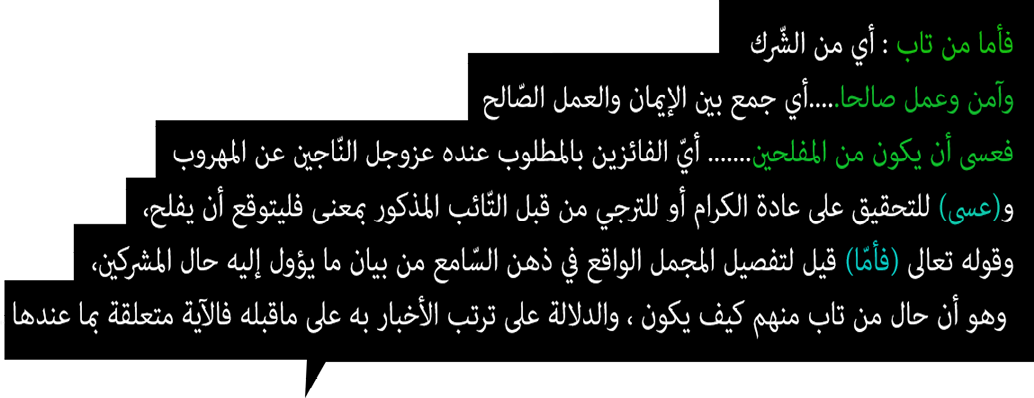 فأما من تاب : أي من الشّرك
وآمن وعمل صالحا.....أي جمع بين الإيمان والعمل الصّالح
فعسى أن يكون من المفلحين....... أيّ الفائزين بالمطلوب عنده عزوجل النّاجين عن المهروب
و(عسى) للتحقيق على عادة الكرام أو للترجي من قبل التّائب المذكور بمعنى فليتوقع أن يفلح،
وقوله تعالى (فأمّا) قيل لتفصيل المجمل الواقع في ذهن السّامع من بيان ما يؤول إليه حال المشركين،
وهو أن حال من تاب منهم كيف يكون ، والدلالة على ترتب الأخبار به على ماقبله فالآية متعلقة بما عندها